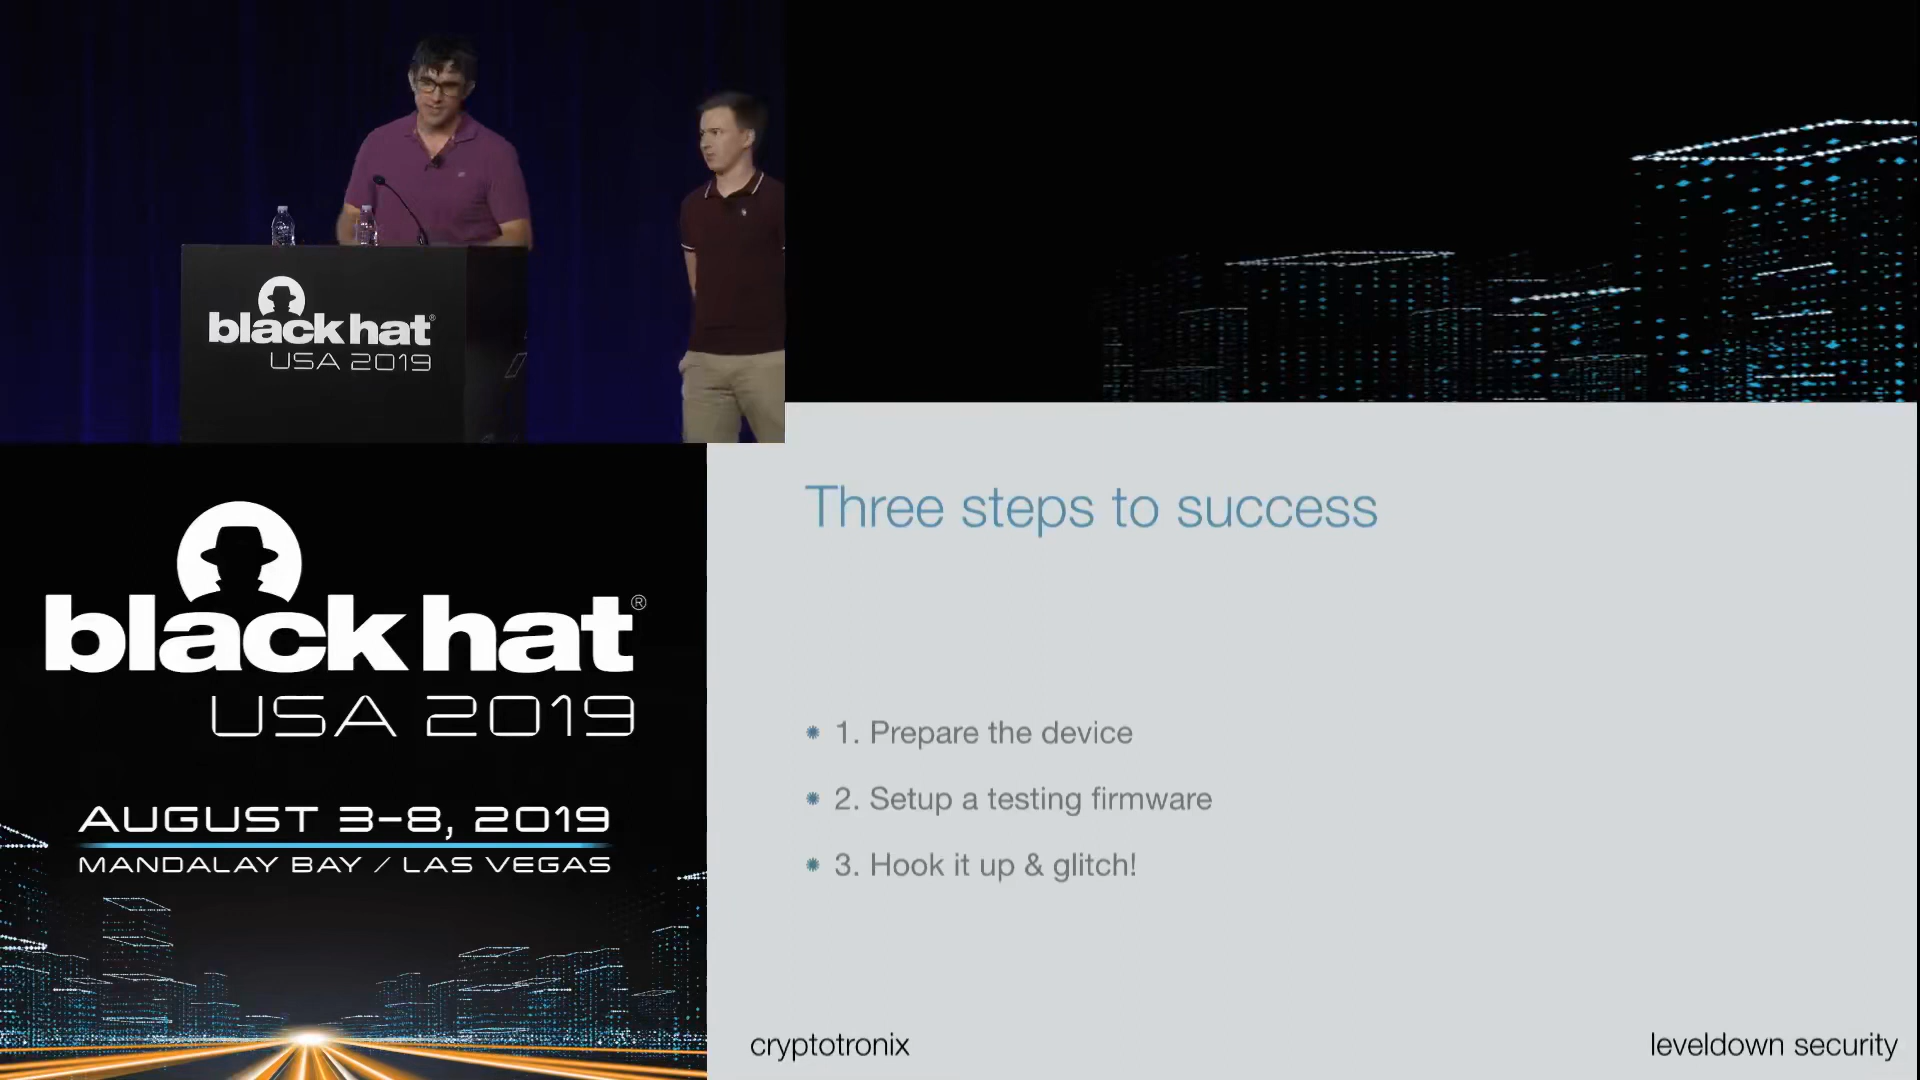 black hat®
USA 2019
Three steps to success
black hat®
USA 2019
1. Prepare the device
2. Setup a testing firmware
3. Hook it up & glitch!
AUGUST 3-8, 2019
MANDALAY BAY / LAS VEGAS
cryptotronix
leveldown security